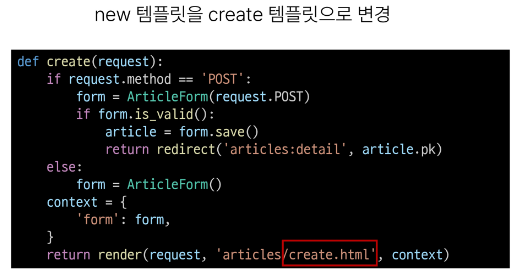 new 템플릿을 create 템플릿으로 변경
def create(request):
    if request.method == 'POST':
        form = ArticleForm(request.POST)
        if form.is_valid():
            article = form.save()
            return redirect('articles:detail', article.pk)
    else:
        form = ArticleForm()
    context = {
        'form': form,
    }
    return render(request, 'articles/create.html', context)